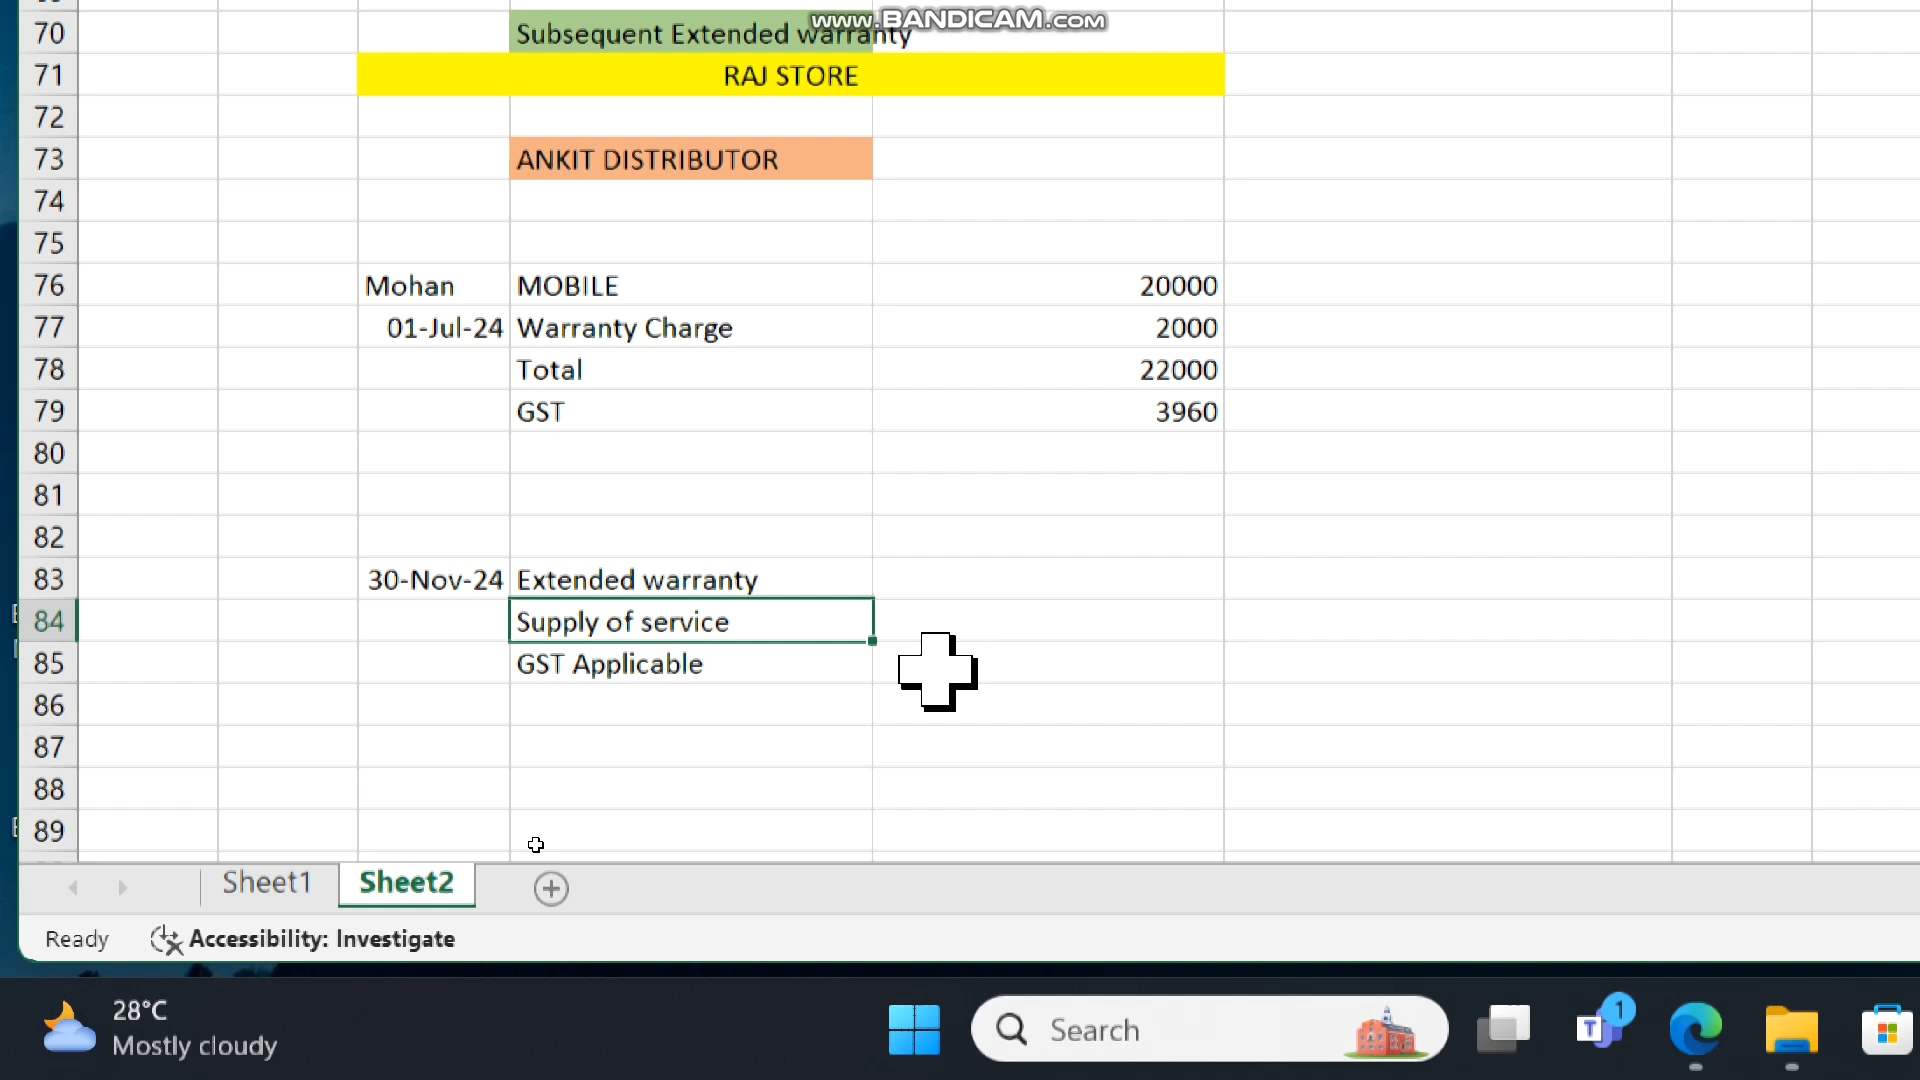 www.BANDICAM.com
70 Subsequent Extended warranty
71 RAJ STORE
72
73 ANKIT DISTRIBUTOR
74
75
76 Mohan MOBILE 20000
77 01-Jul-24 Warranty Charge 2000
78 Total 22000
79 GST 3960
80
81
82
83 30-Nov-24 Extended warranty
84 Supply of service
85 GST Applicable
86
87
88
89
Sheet1 Sheet2
Ready Accessibility: Investigate
28°C
Mostly cloudy
Search
T 1